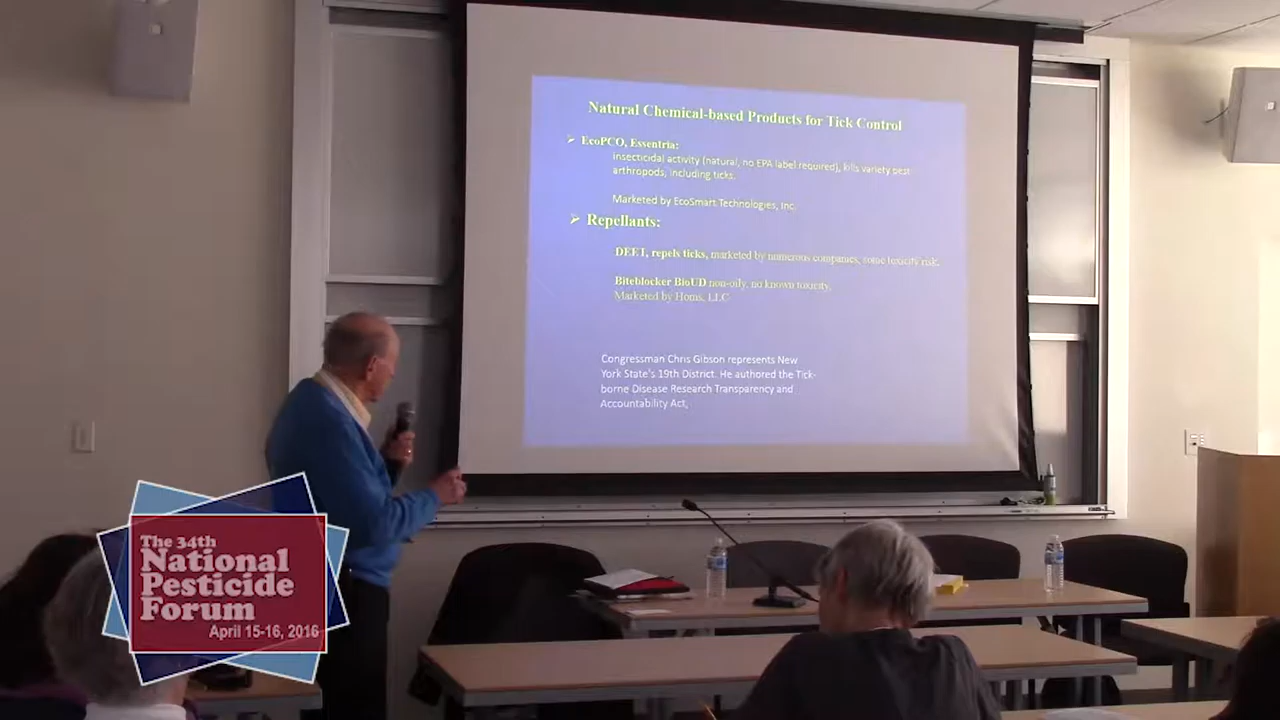 Natural Chemical-based Products for Tick Control
➢ EcoPCO, Essentria:
insecticidal activity (natural, no EPA label required), kills variety pest
arthropods, including ticks.
Marketed by EcoSmart Technologies, Inc.
➢ Repellants:
DEET, repels ticks, marketed by numerous companies, some toxicity risk.
Biteblocker BioUD non-oily, no known toxicity,
Marketed by Homs, LLC
Congressman Chris Gibson represents New
York State's 19th District. He authored the Tick-
borne Disease Research Transparency and
Accountability Act,
The 34th
National
Pesticide
Forum
April 15-16, 2016